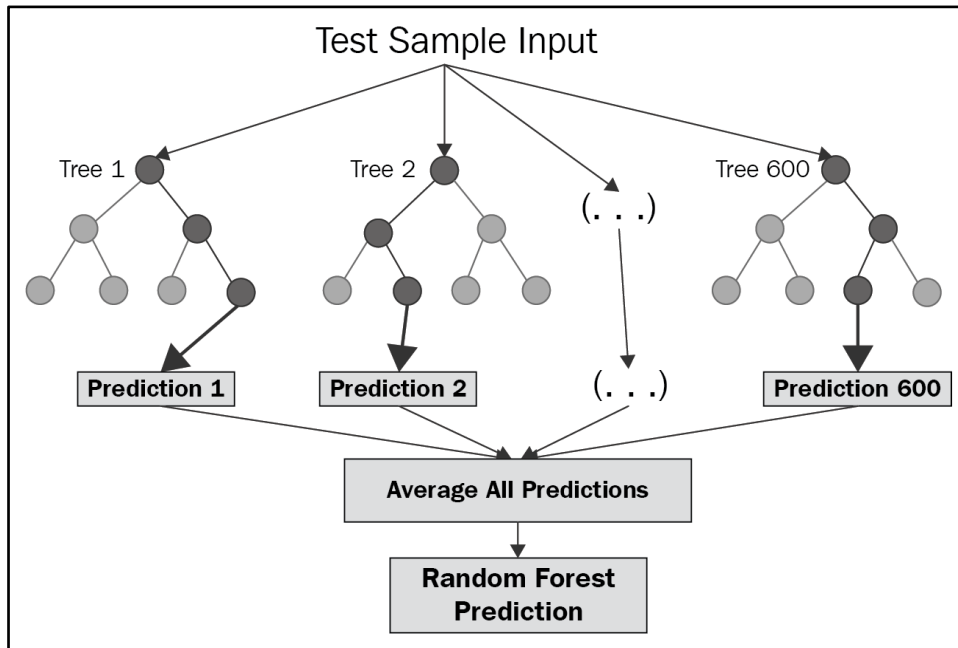 Test Sample Input
Tree 1
Tree 2
Tree 600
(. . .)
Prediction 1
Prediction 2
(. . .)
Prediction 600
Average All Predictions
Random Forest
Prediction